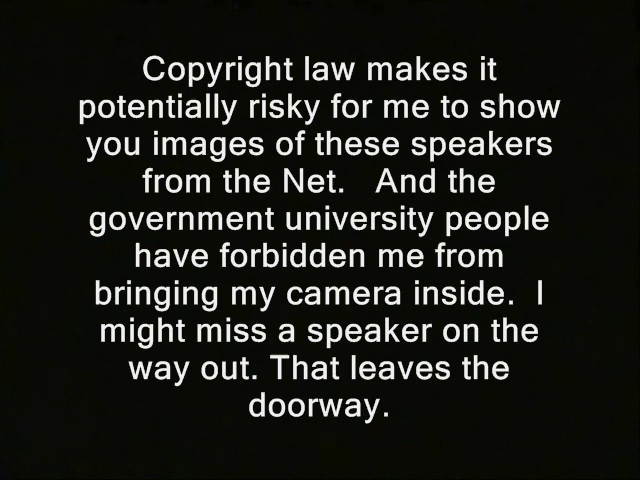 Copyright law makes it
potentially risky for me to show
you images of these speakers
from the Net.   And the
government university people
have forbidden me from
bringing my camera inside.  I
might miss a speaker on the
way out. That leaves the
doorway.